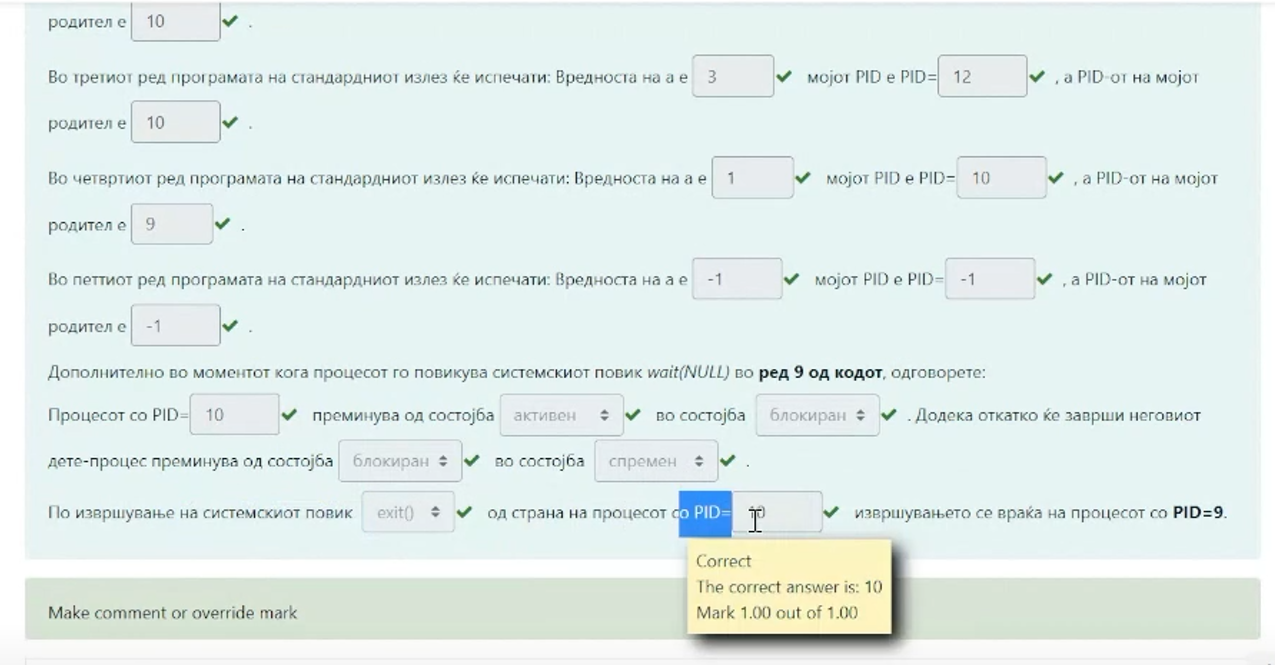 родител е 10 .
Во третиот ред програмата на стандардниот излез ќе испечати: Вредноста на а е 3 мојот PID е PID= 12 , а PID-от на мојот
родител е 10 .
Во четвртиот ред програмата на стандардниот излез ќе испечати: Вредноста на а е 1 мојот PID е PID= 10 , а PID-от на мојот
родител е 9 .
Во петтиот ред програмата на стандардниот излез ќе испечати: Вредноста на а е -1 мојот PID е PID= -1 , а PID-от на мојот
родител е -1 .
Дополнително во моментот кога процесот го повикува системскиот повик wait(NULL) во ред 9 од кодот, одговорете:
Процесот со PID= 10 преминува од состојба активен во состојба блокиран . Додека откатко ќе заврши неговиот
дете-процес преминува од состојба блокиран во состојба спремен .
По извршување на системскиот повик exit() од страна на процесот со PID= 10 извршувањето се враќа на процесот со PID=9.
Correct
The correct answer is: 10
Mark 1.00 out of 1.00
Make comment or override mark